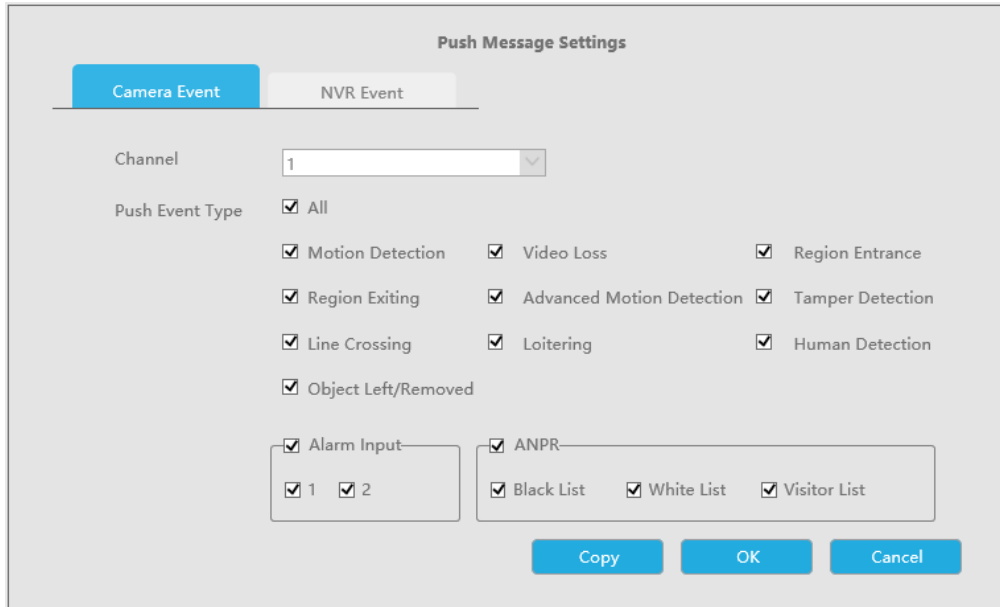 Push Message Settings
Camera Event NVR Event
Channel 1
Push Event Type All
Motion Detection Video Loss Region Entrance
Region Exiting Advanced Motion Detection Tamper Detection
Line Crossing Loitering Human Detection
Object Left/Removed
Alarm Input ANPR
1 2 Black List White List Visitor List
Copy OK Cancel